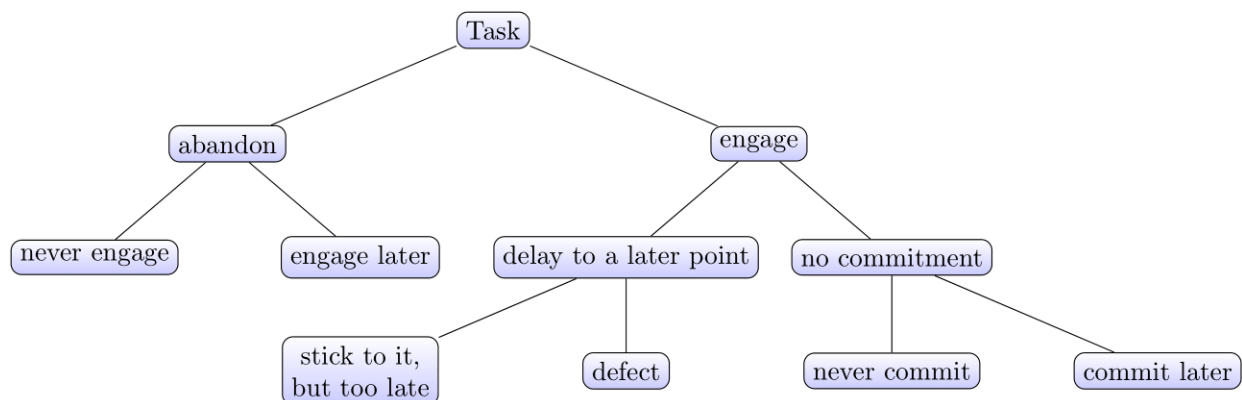 Task
abandon
engage
never engage
engage later
delay to a later point
no commitment
stick to it,
but too late
defect
never commit
commit later